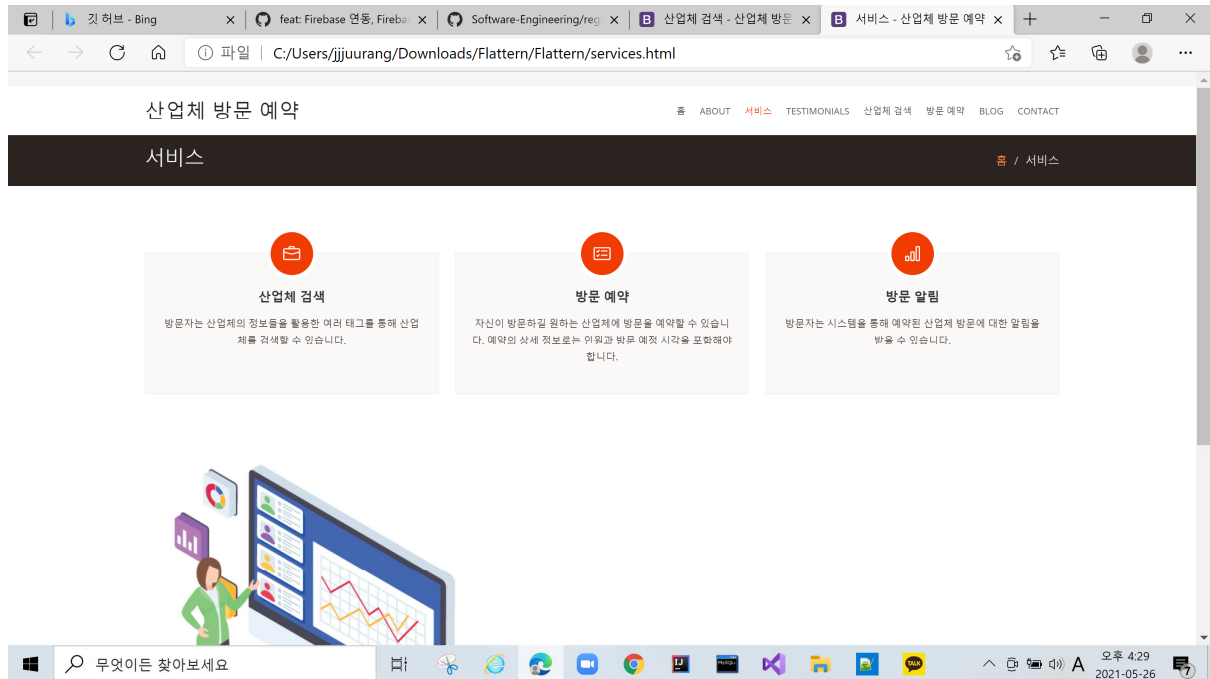 깃 허브 - Bing
feat: Firebase 연동, Fireba
Software-Engineering/reg
산업체 검색 - 산업체 방문
서비스 - 산업체 방문 예약
파일 C:/Users/jjjuurang/Downloads/Flattern/Flattern/services.html
산업체 방문 예약
홈 ABOUT 서비스 TESTIMONIALS 산업체 검색 방문 예약 BLOG CONTACT
서비스
홈 / 서비스
산업체 검색
방문자는 산업체의 정보들을 활용한 여러 태그를 통해 산업
체를 검색할 수 있습니다.
방문 예약
자신이 방문하길 원하는 산업체에 방문을 예약할 수 있습니
다. 예약의 상세 정보로는 인원과 방문 예정 시각을 포함해야
합니다.
방문 알림
방문자는 시스템을 통해 예약된 산업체 방문에 대한 알림을
받을 수 있습니다.
무엇이든 찾아보세요
MySQL
TALK
A
오후 4:29
2021-05-26
7